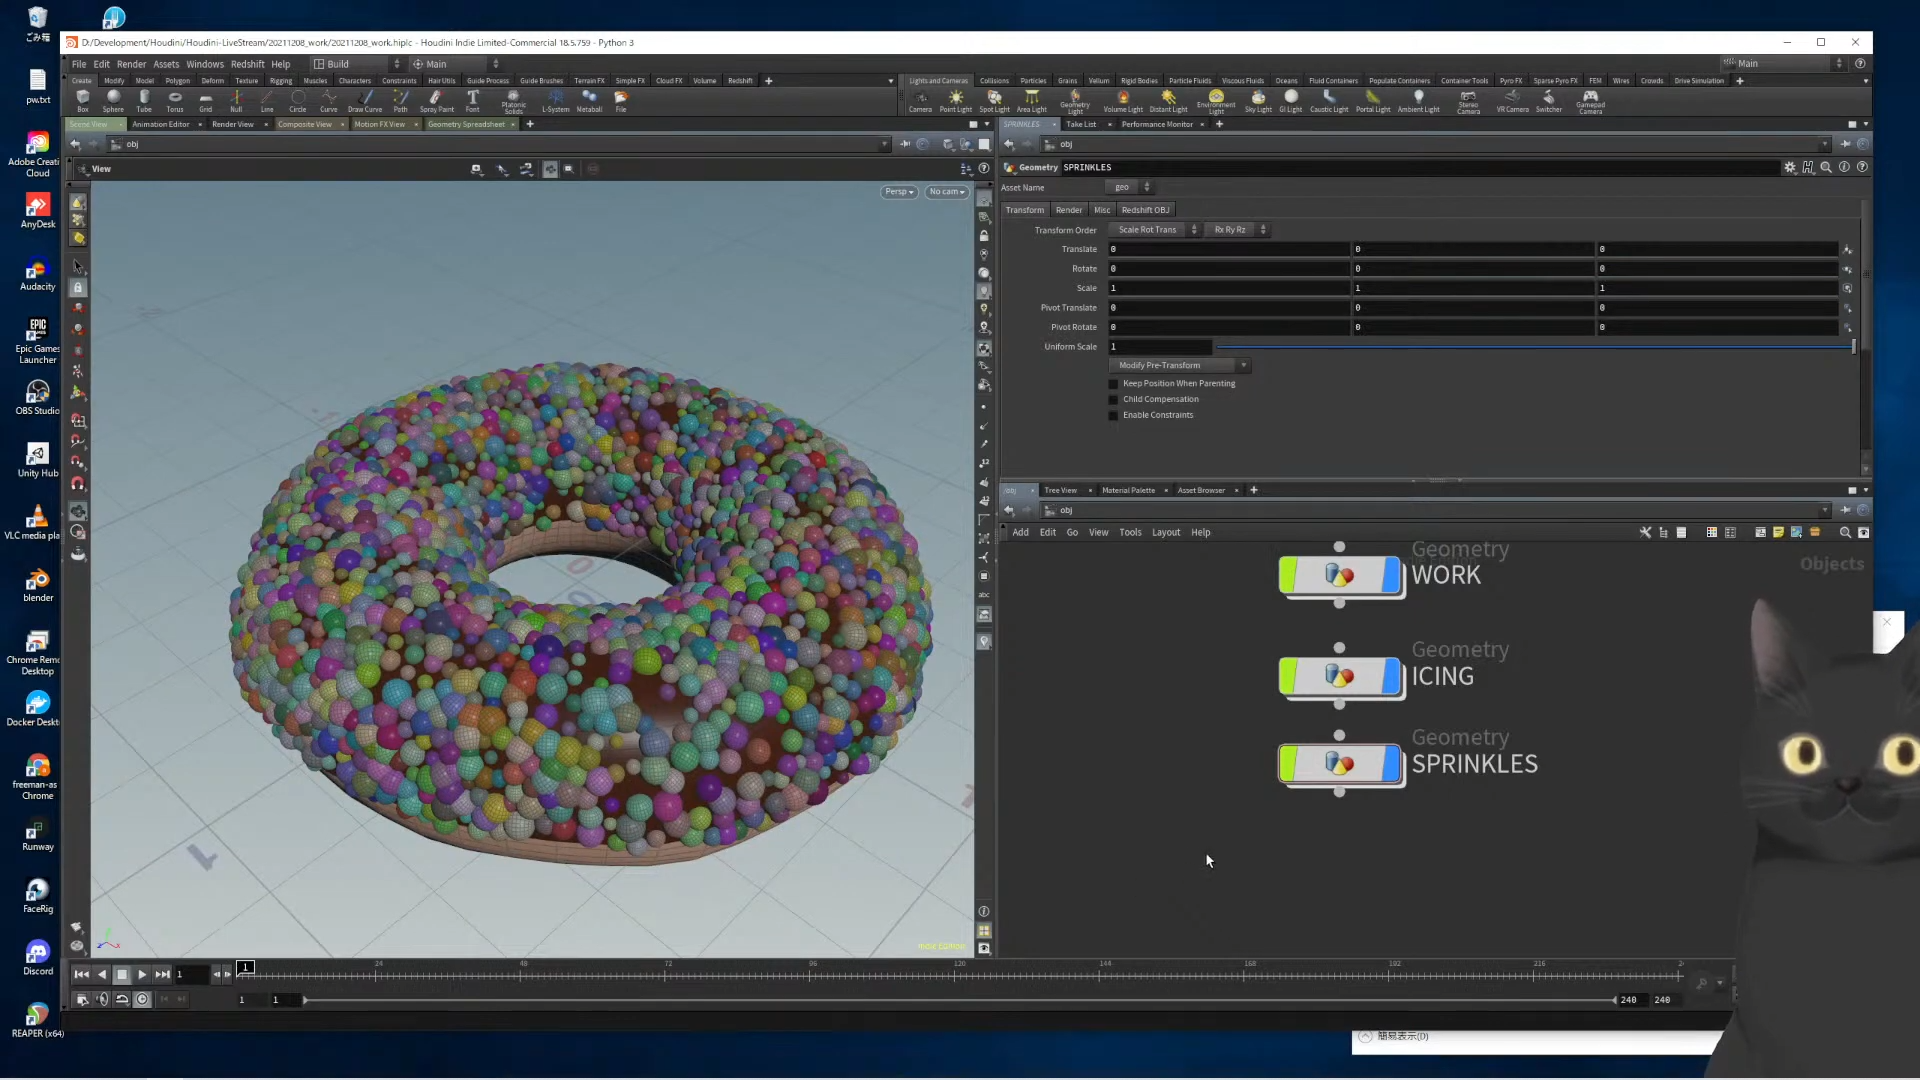 ごみ箱
pw.txt
Adobe Creati
Cloud
AnyDesk
Audacity
Epic Games
Launcher
OBS Studio
Unity Hub
VLC media pla
blender
Chrome Remo
Desktop
Docker Deskt
freeman-as
Chrome
Runway
FaceRig
Discord
REAPER (x64)
D:/Development/Houdini/Houdini-LiveStream/20211208_work/20211208_work.hiplc - Houdini Indie Limited-Commercial 18.5.759 - Python 3
File Edit Render Assets Windows Redshift Help Build Main
Main
Create Modify Model Polygon Deform Texture Rigging Muscles Characters Constraints Hair Utils Guide Process Guide Brushes Terrain FX Simple FX Cloud FX Volume Redshift
Lights and Cameras Collisions Particles Grains Vellum Rigid Bodies Particle Fluids Viscous Fluids Oceans Fluid Containers Populate Containers Container Tools Pyro FX Sparse Pyro FX FEM Wires Crowds Drive Simulation
Box Sphere Tube Torus Grid Null Line Circle Curve Draw Curve Path Spray Paint Font Platonic Solids L-System Metaball File
Camera Point Light Spot Light Area Light Geometry Light Volume Light Distant Light Environment Light Sky Light GI Light Caustic Light Portal Light Ambient Light Stereo Camera VR Camera Switcher Gamepad Camera
Scene View Animation Editor Render View Composite View Motion FX View Geometry Spreadsheet
SPRINKLES Take List Performance Monitor
obj
obj
View
Persp No cam
Geometry SPRINKLES
Asset Name geo
Transform Render Misc Redshift OBJ
Transform Order Scale Rot Trans Rx Ry Rz
Translate 0 0 0
Rotate 0 0 0
Scale 1 1 1
Pivot Translate 0 0 0
Pivot Rotate 0 0 0
Uniform Scale 1
Modify Pre-Transform
Keep Position When Parenting
Child Compensation
Enable Constraints
/obj Tree View Material Palette Asset Browser
obj
Add Edit Go View Tools Layout Help
Objects
Geometry
WORK
Geometry
ICING
Geometry
SPRINKLES
abc
Indie Edition
1 1 24 48 72 96 120 144 168 192 216
1 1 240 240
簡易表示(D)